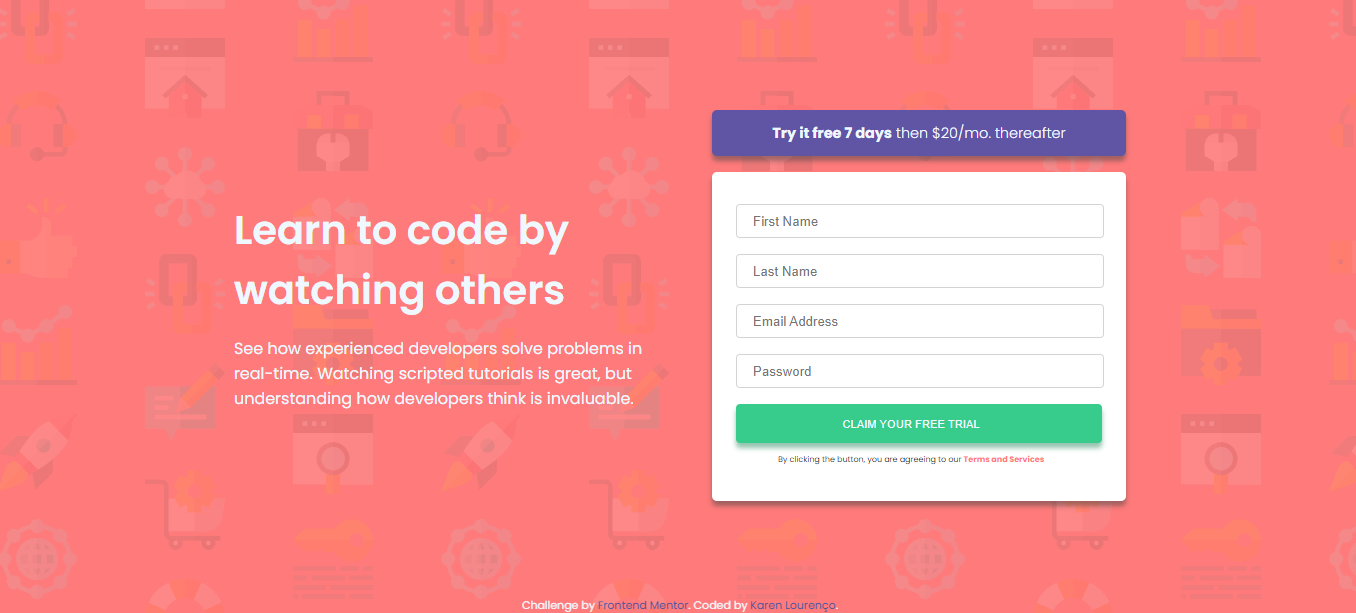 Learn to code by
watching others
See how experienced developers solve problems in
real-time. Watching scripted tutorials is great, but
understanding how developers think is invaluable.
Try it free 7 days then $20/mo. thereafter
First Name
Last Name
Email Address
Password
CLAIM YOUR FREE TRIAL
By clicking the button, you are agreeing to our Terms and Services
Challenge by Frontend Mentor. Coded by Karen Lourenço.